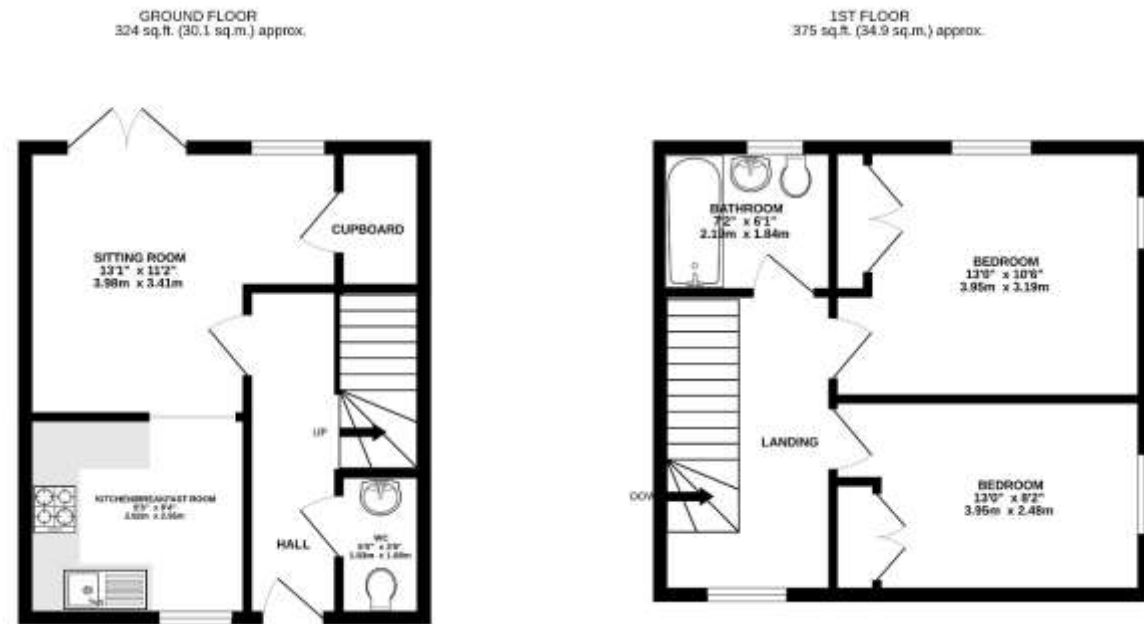 GROUND FLOOR
324 sq.ft. (30.1 sq.m.) approx.
1ST FLOOR
375 sq.ft. (34.9 sq.m.) approx.
CUPBOARD
SITTING ROOM
13'1" x 11'2"
3.98m x 3.41m
UP
KITCHEN/BREAKFAST ROOM
HALL
WC
BATHROOM
7'2" x 6'1"
x 1.84m
BEDROOM
13'0" x 10'6"
3.95m x 3.19m
LANDING
BEDROOM
13'0" x 8'2"
3.95m x 2.48m